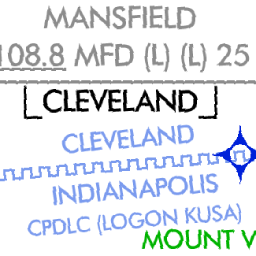 MANSFIELD
108.8 MFD (L) (L) 25
CLEVELAND
CLEVELAND
INDIANAPOLIS
CPDLC (LOGON KUSA)
MOUNT V